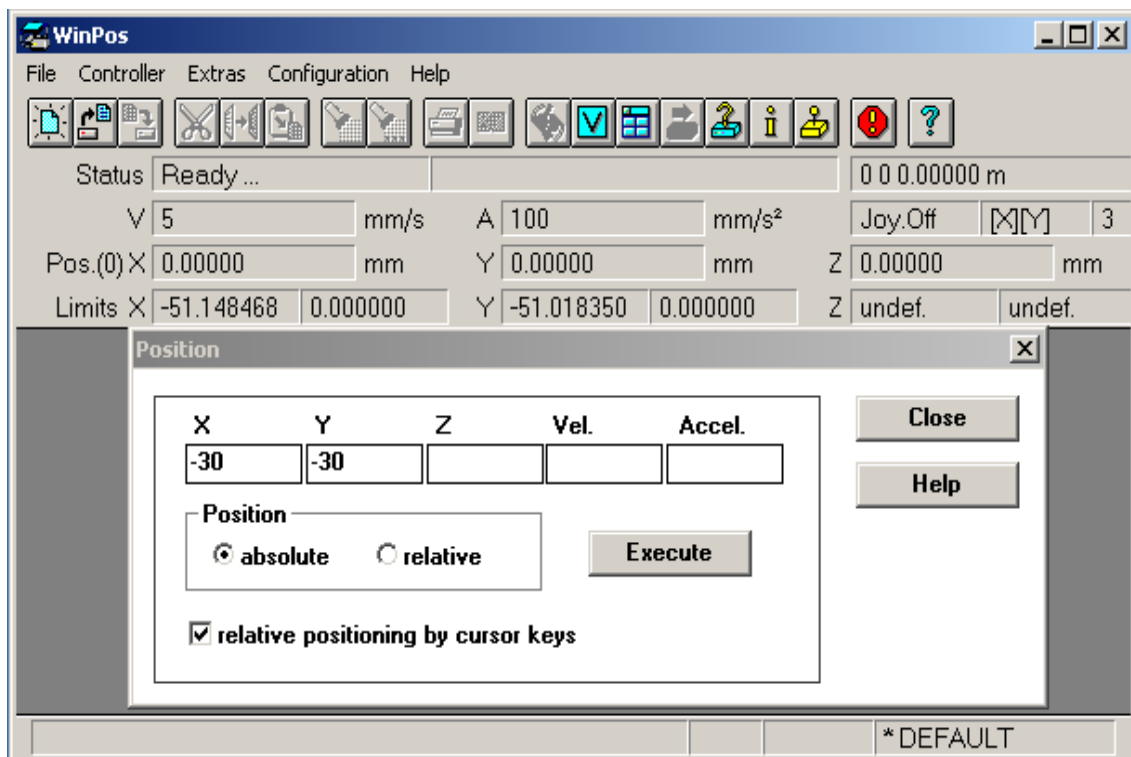 WinPos
File Controller Extras Configuration Help
Status Ready ... 0 0 0.00000 m
V 5 mm/s A 100 mm/s² Joy.Off [X][Y] 3
Pos.(0) X 0.00000 mm Y 0.00000 mm Z 0.00000 mm
Limits X -51.148468 0.000000 Y -51.018350 0.000000 Z undef. undef.
Position
X Y Z Vel. Accel. Close
-30 -30
Help
Position
absolute relative Execute
relative positioning by cursor keys
* DEFAULT